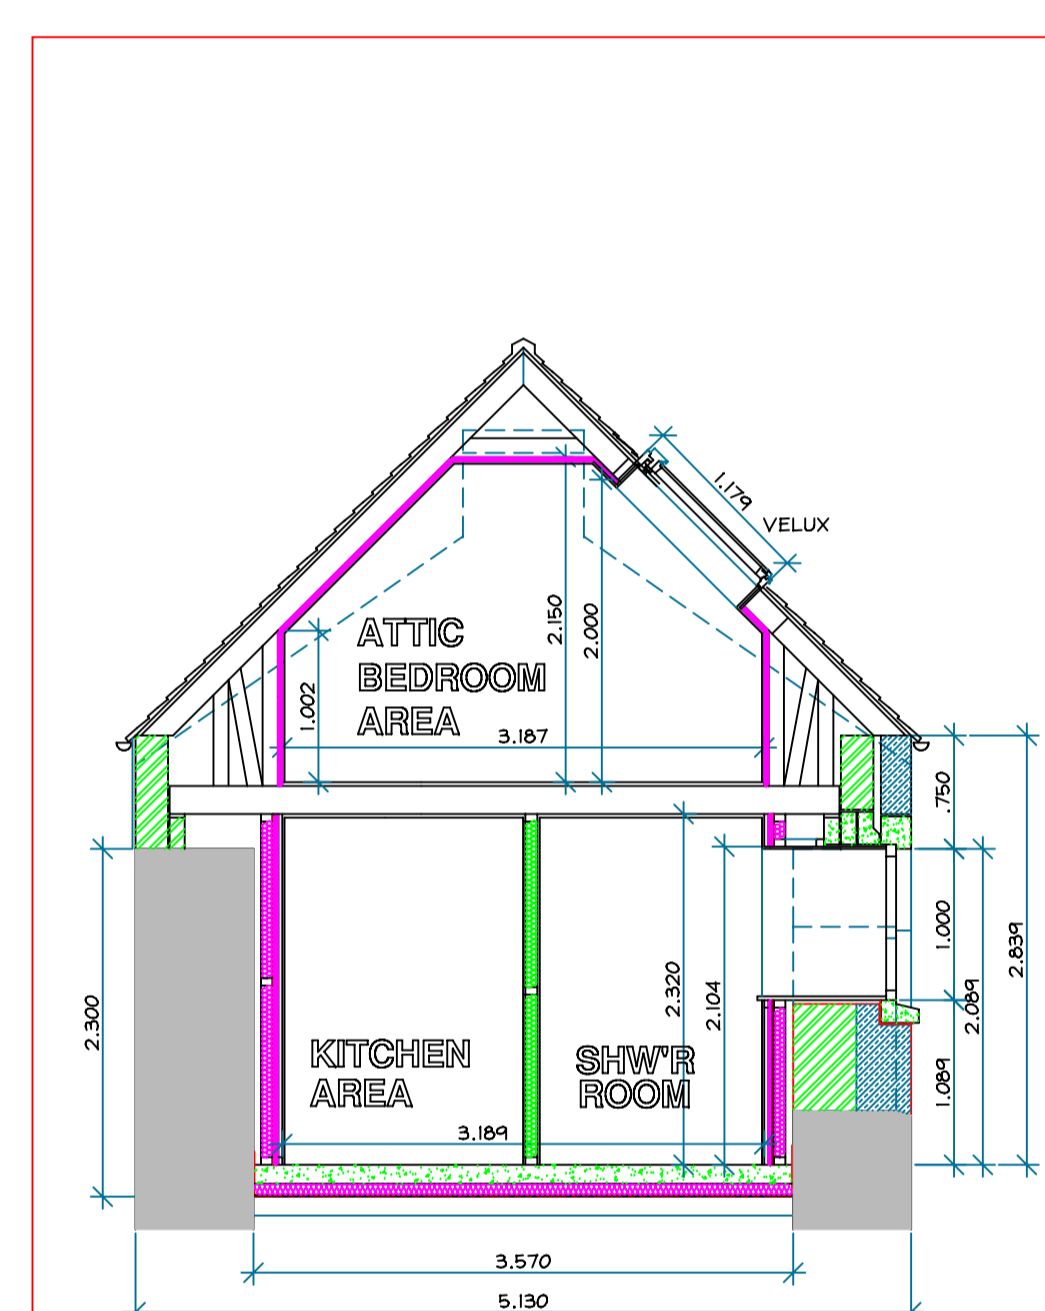 1.179
VELUX
ATTIC
BEDROOM
AREA
2.150
2.000
1.002
3.187
.750
1.000
2.839
2.089
1.089
2.300
2.320
2.104
KITCHEN
AREA
SHW'R
ROOM
3.189
3.570
5.130